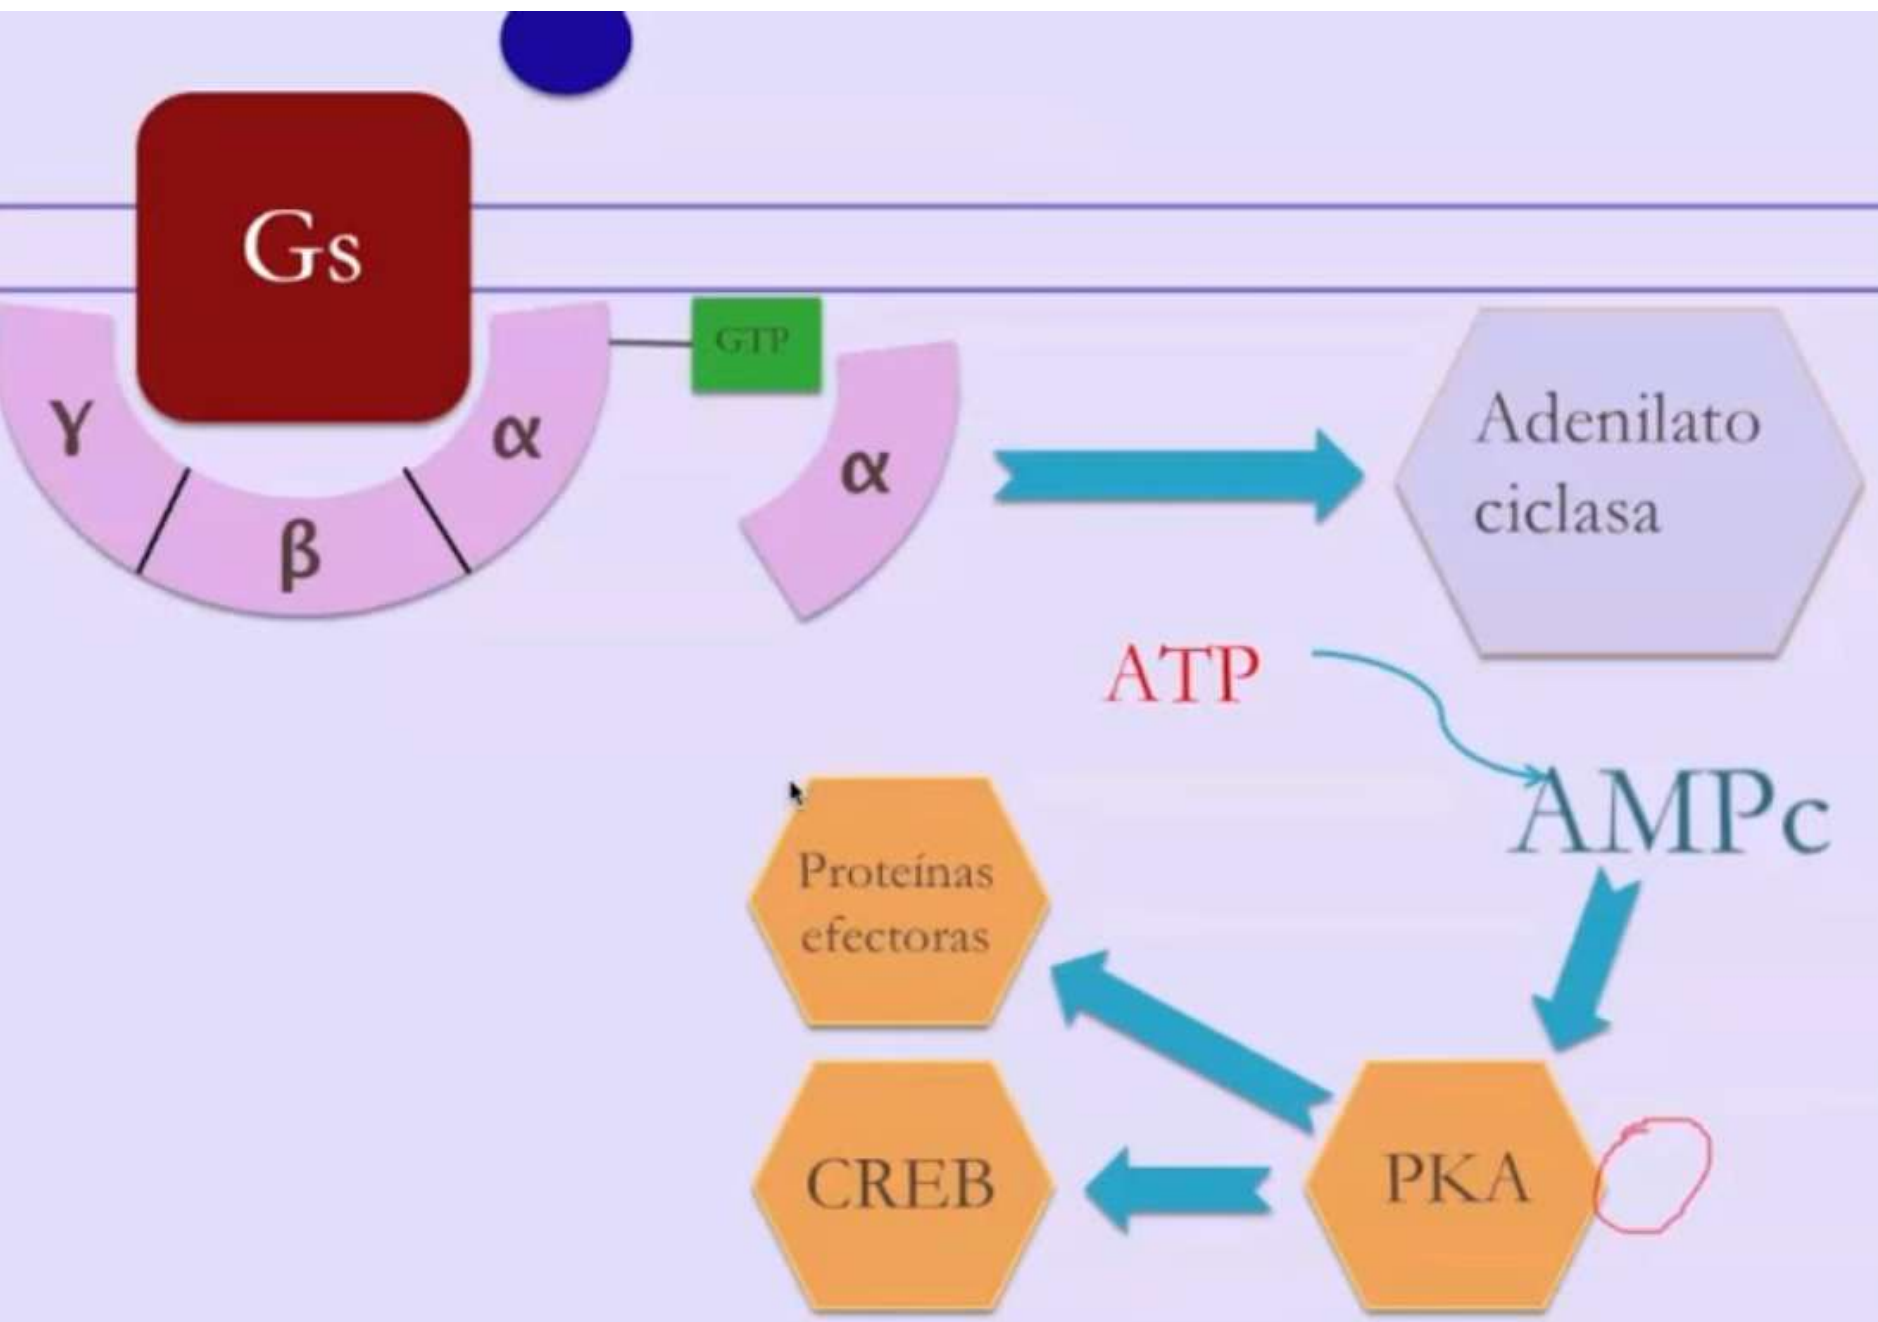 Gs
GTP
γ
α
α
β
Adenilato
ciclasa
ATP
AMPc
Proteínas
efectoras
CREB
PKA